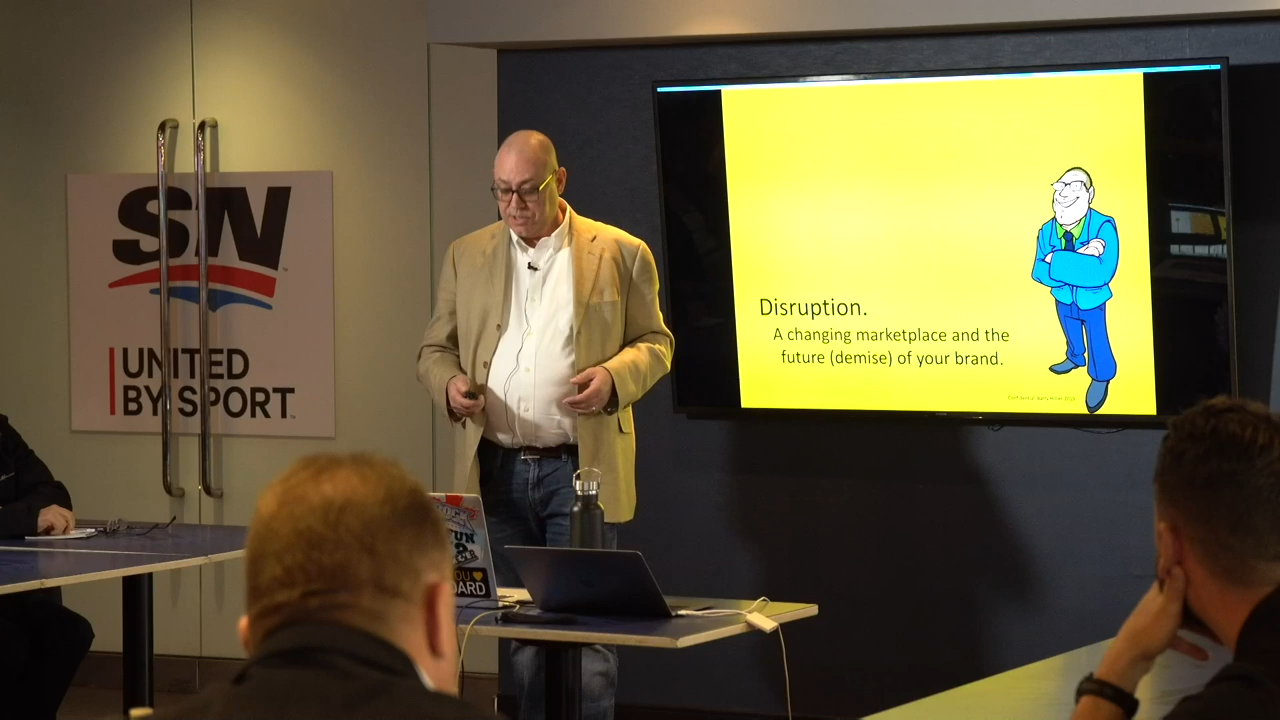 SN
UNITED
BY SPORT
Disruption.
A changing marketplace and the
future (demise) of your brand.